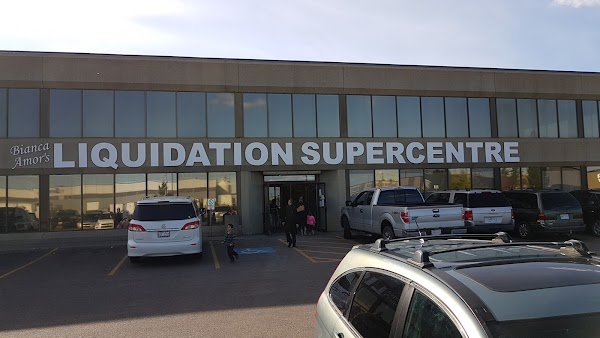 Bianca
Amor's
LIQUIDATION SUPERCENTRE